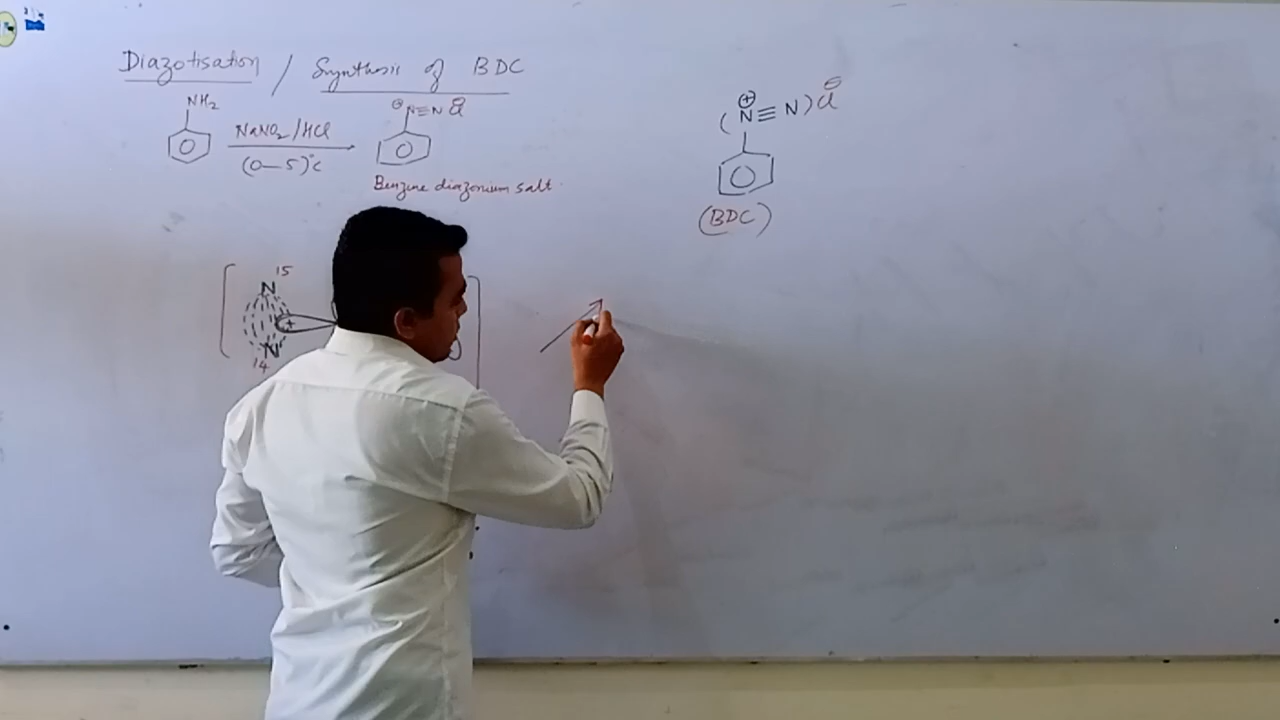 Diazotisation / Synthesis of BDC
NH₂
NaNO₂/HCl
(0–5)°C
⊕N≡N Cl⊖
Benzene diazonium salt
(⊕N≡N)Cl⊖
(BDC)
15
N
+
N
14